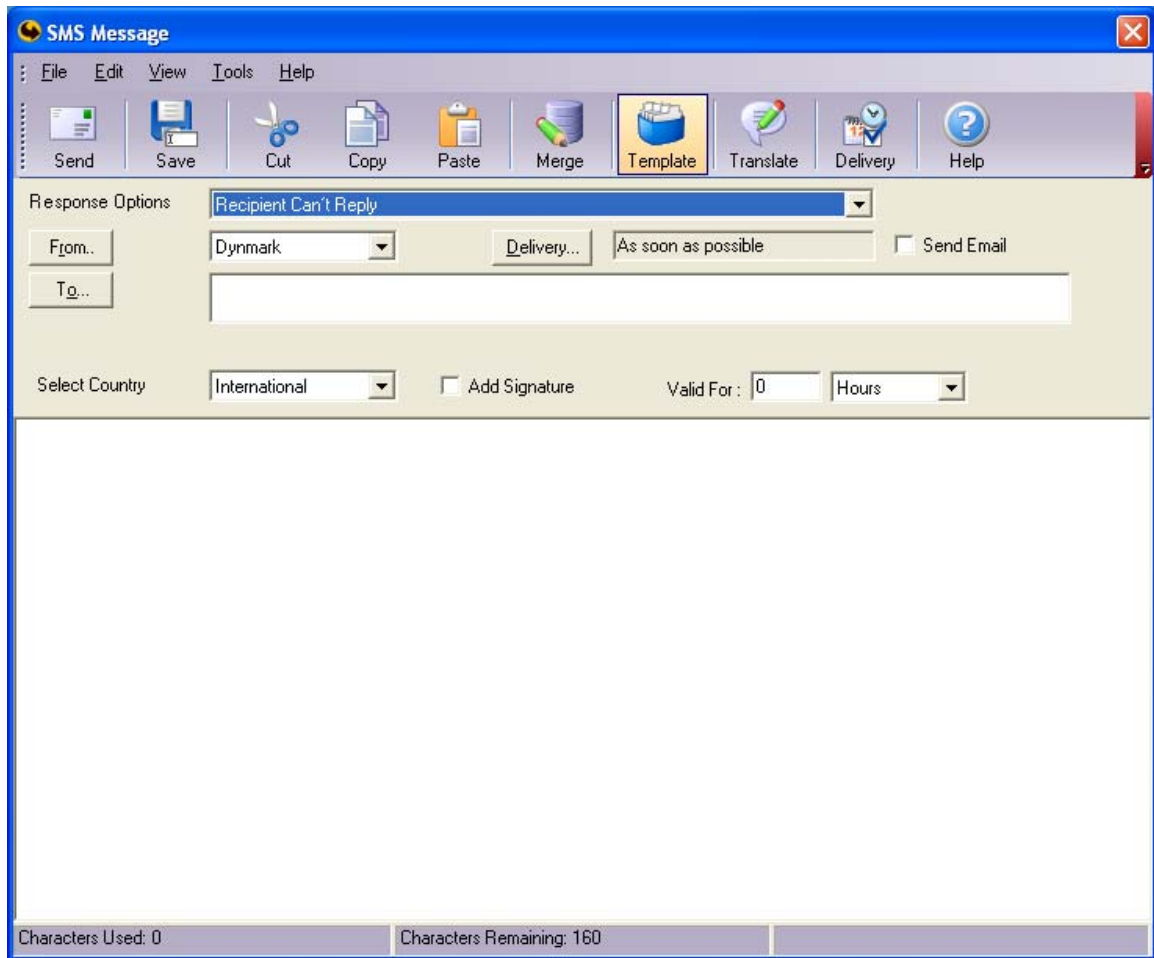 SMS Message
File Edit View Tools Help
Send Save Cut Copy Paste Merge Template Translate Delivery Help
Response Options Recipient Can't Reply
From.. Dynmark Delivery... As soon as possible Send Email
To...
Select Country International Add Signature Valid For : 0 Hours
Characters Used: 0 Characters Remaining: 160